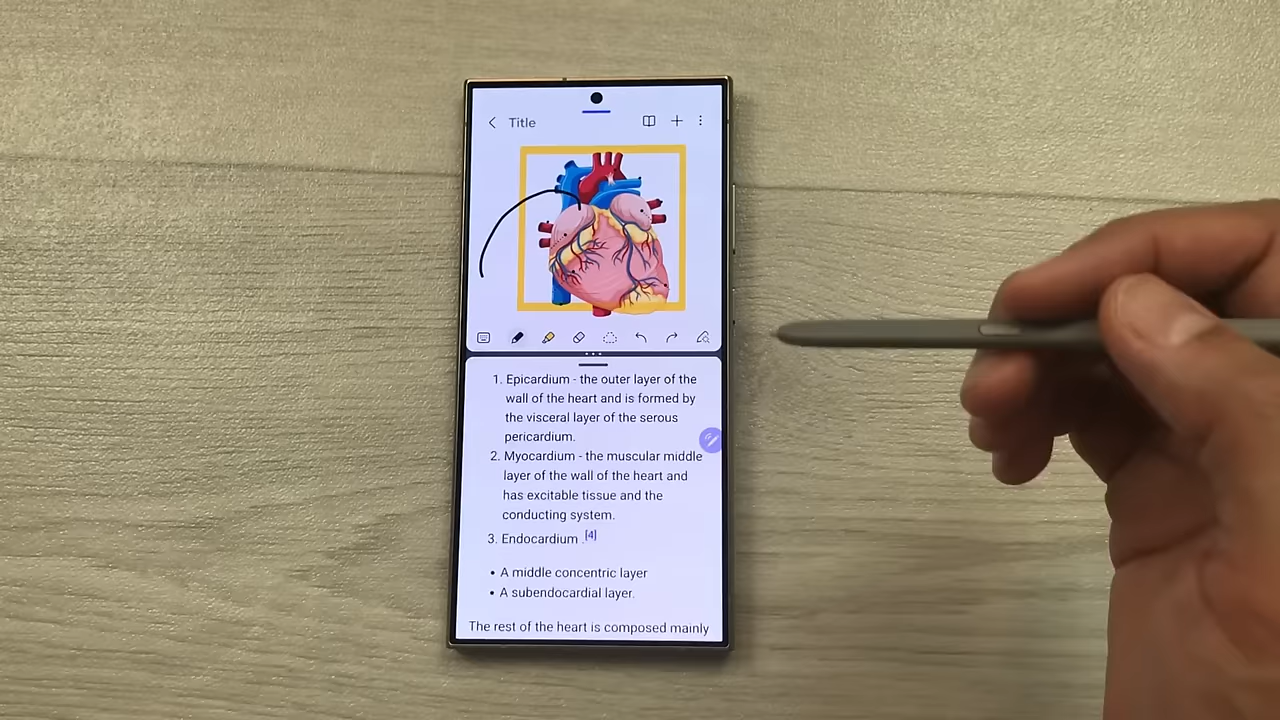 Title
1. Epicardium - the outer layer of the
wall of the heart and is formed by
the visceral layer of the serous
pericardium.
2. Myocardium - the muscular middle
layer of the wall of the heart and
has excitable tissue and the
conducting system.
3. Endocardium .[4]
• A middle concentric layer
• A subendocardial layer.
The rest of the heart is composed mainly